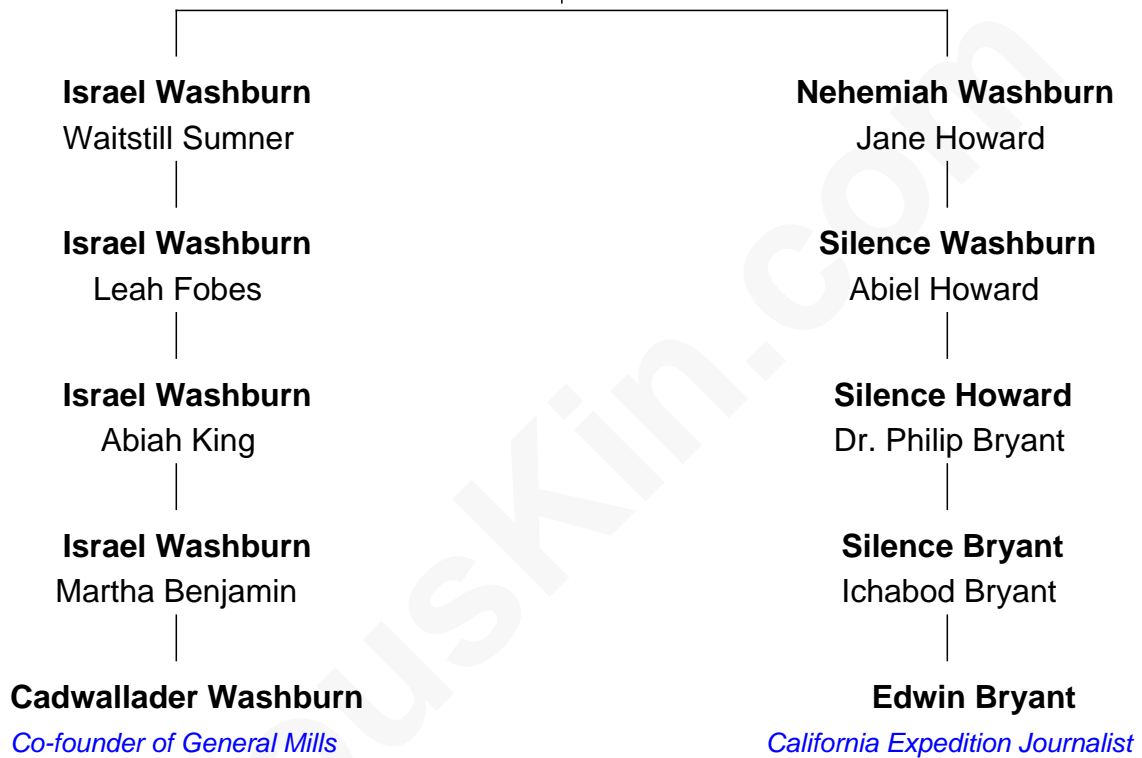 Israel Washburn
Waitstill Sumner
Nehemiah Washburn
Jane Howard
Israel Washburn
Leah Fobes
Silence Washburn
Abiel Howard
Israel Washburn
Abiah King
Silence Howard
Dr. Philip Bryant
Israel Washburn
Martha Benjamin
Silence Bryant
Ichabod Bryant
Cadwallader Washburn
Co-founder of General Mills
Edwin Bryant
California Expedition Journalist
ousKin.com